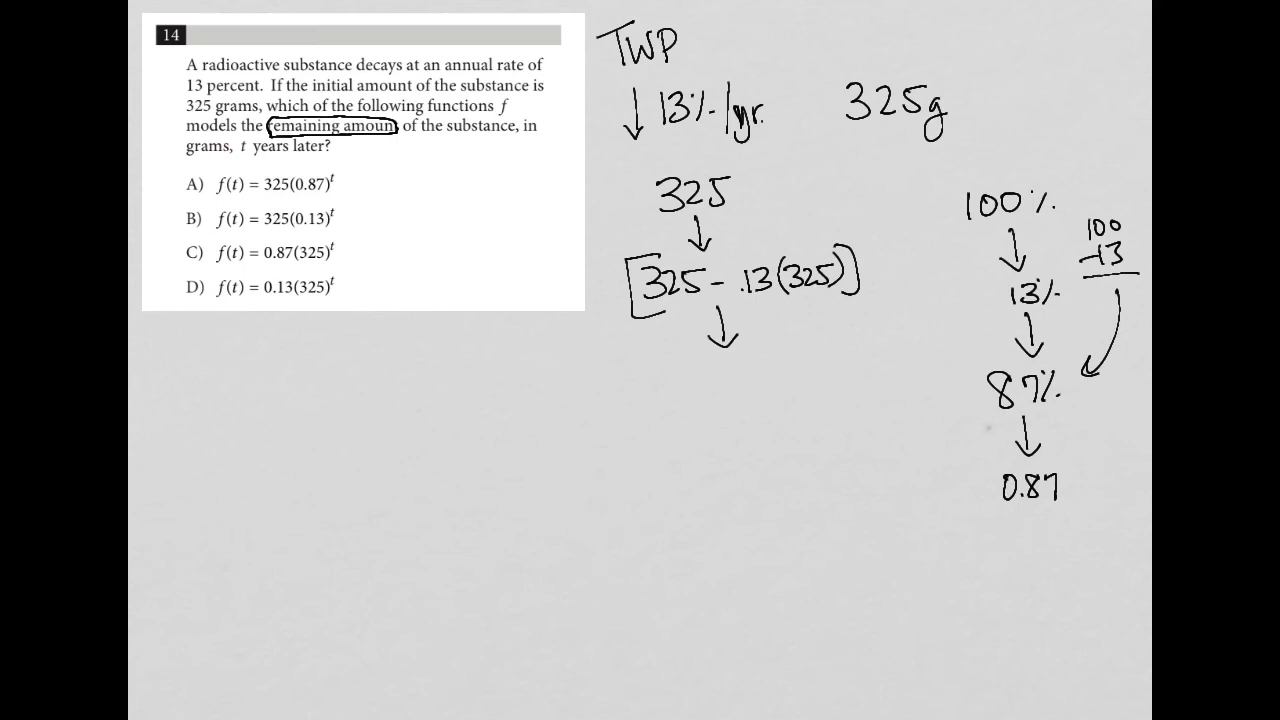 14
A radioactive substance decays at an annual rate of
13 percent. If the initial amount of the substance is
325 grams, which of the following functions f
models the remaining amount of the substance, in
grams, t years later?
A) f(t) = 325(0.87)^t
B) f(t) = 325(0.13)^t
C) f(t) = 0.87(325)^t
D) f(t) = 0.13(325)^t
TWP
↓ 13%/yr. 325g
325
↓
[325 - .13(325)]
↓
100%
↓
13%
↓
87%
↓
0.87
100
-13